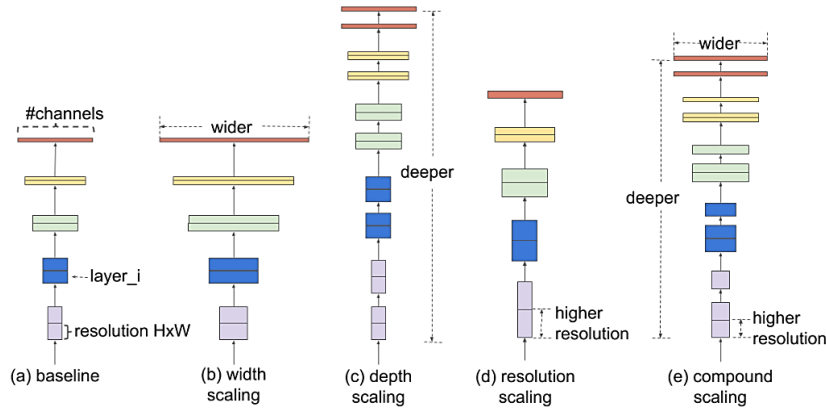 #channels
layer_i
resolution HxW
(a) baseline
wider
(b) width
scaling
deeper
(c) depth
scaling
higher
resolution
(d) resolution
scaling
wider
deeper
higher
resolution
(e) compound
scaling